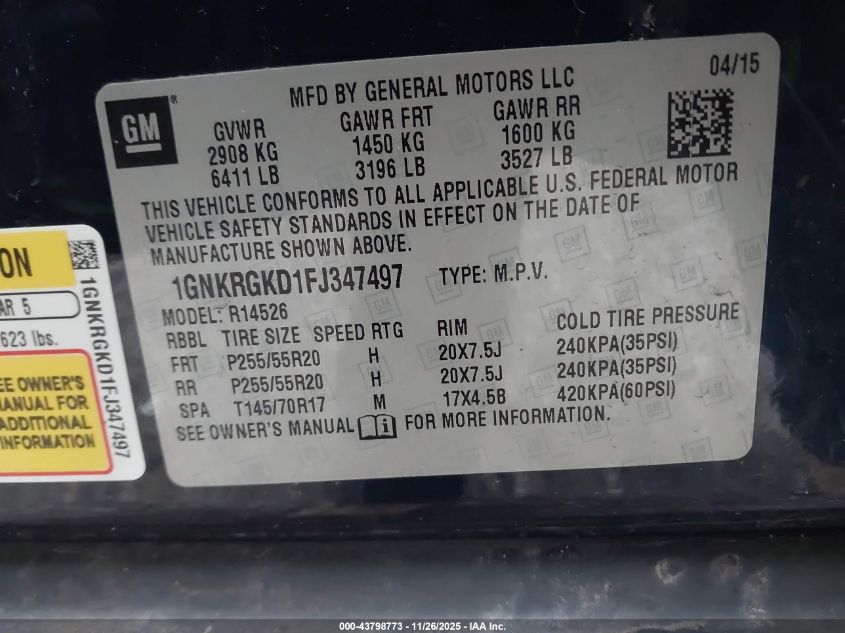 04/15
MFD BY GENERAL MOTORS LLC
GM
®
GVWR GAWR FRT GAWR RR
2908 KG 1450 KG 1600 KG
6411 LB 3196 LB 3527 LB
THIS VEHICLE CONFORMS TO ALL APPLICABLE U.S. FEDERAL MOTOR
VEHICLE SAFETY STANDARDS IN EFFECT ON THE DATE OF
MANUFACTURE SHOWN ABOVE.
1GNKRGKD1FJ347497 TYPE: M.P.V.
MODEL: R14526
RBBL TIRE SIZE SPEED RTG RIM COLD TIRE PRESSURE
FRT P255/55R20 H 20X7.5J 240KPA(35PSI)
RR P255/55R20 H 20X7.5J 240KPA(35PSI)
SPA T145/70R17 M 17X4.5B 420KPA(60PSI)
SEE OWNER'S MANUAL FOR MORE INFORMATION.
ON
AR 5
623 lbs.
EE OWNER'S
MANUAL FOR
ADDITIONAL
INFORMATION
1GNKRGKD1FJ347497
000-43798773 - 11/26/2025 - IAA Inc.